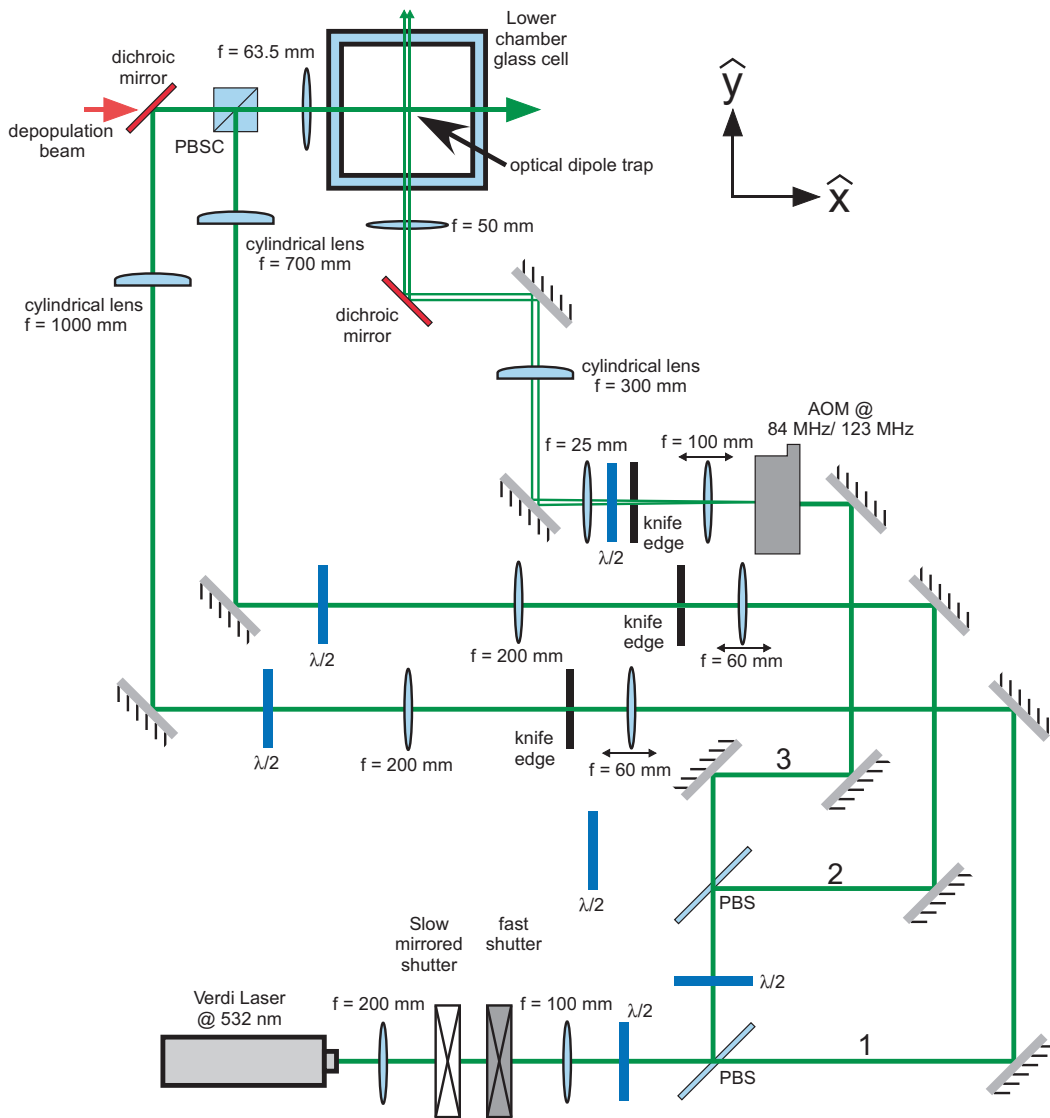 Lower
chamber
glass cell
f = 63.5 mm
dichroic
mirror
depopulation
beam
PBSC
optical dipole trap
ŷ
x̂
f = 50 mm
cylindrical lens
f = 700 mm
cylindrical lens
f = 1000 mm
dichroic
mirror
cylindrical lens
f = 300 mm
AOM @
84 MHz/ 123 MHz
f = 25 mm
f = 100 mm
knife
edge
λ/2
knife
edge
λ/2
f = 200 mm
f = 60 mm
knife
edge
λ/2
f = 200 mm
f = 60 mm
3
2
PBS
λ/2
Slow
mirrored
shutter
fast
shutter
λ/2
Verdi Laser
@ 532 nm
f = 200 mm
f = 100 mm
λ/2
1
PBS